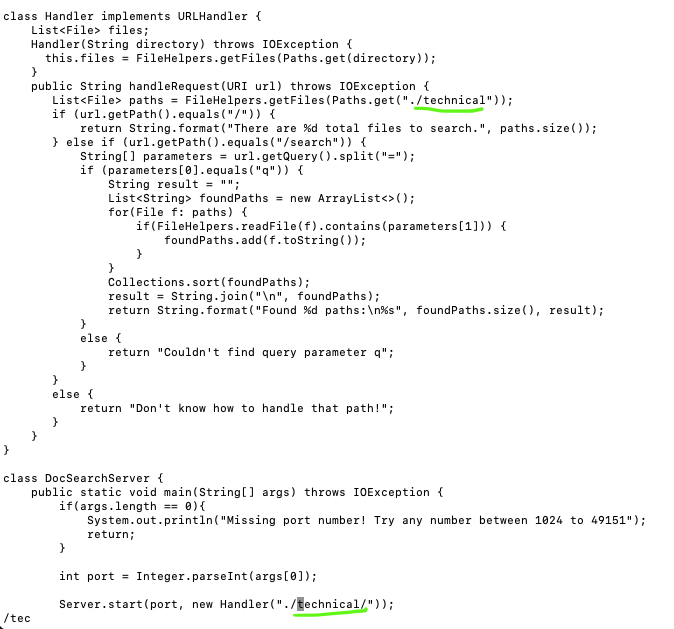 class Handler implements URLHandler {
    List<File> files;
    Handler(String directory) throws IOException {
      this.files = FileHelpers.getFiles(Paths.get(directory));
    }
    public String handleRequest(URI url) throws IOException {
       List<File> paths = FileHelpers.getFiles(Paths.get("./technical"));
       if (url.getPath().equals("/")) {
           return String.format("There are %d total files to search.", paths.size());
       } else if (url.getPath().equals("/search")) {
           String[] parameters = url.getQuery().split("=");
           if (parameters[0].equals("q")) {
               String result = "";
               List<String> foundPaths = new ArrayList<>();
               for(File f: paths) {
                   if(FileHelpers.readFile(f).contains(parameters[1])) {
                       foundPaths.add(f.toString());
                   }
               }
               Collections.sort(foundPaths);
               result = String.join("\n", foundPaths);
               return String.format("Found %d paths:\n%s", foundPaths.size(), result);
           }
           else {
               return "Couldn't find query parameter q";
           }
       }
       else {
           return "Don't know how to handle that path!";
       }
    }
}

class DocSearchServer {
    public static void main(String[] args) throws IOException {
        if(args.length == 0){
            System.out.println("Missing port number! Try any number between 1024 to 49151");
            return;
        }

        int port = Integer.parseInt(args[0]);

        Server.start(port, new Handler("./technical/"));
/tec